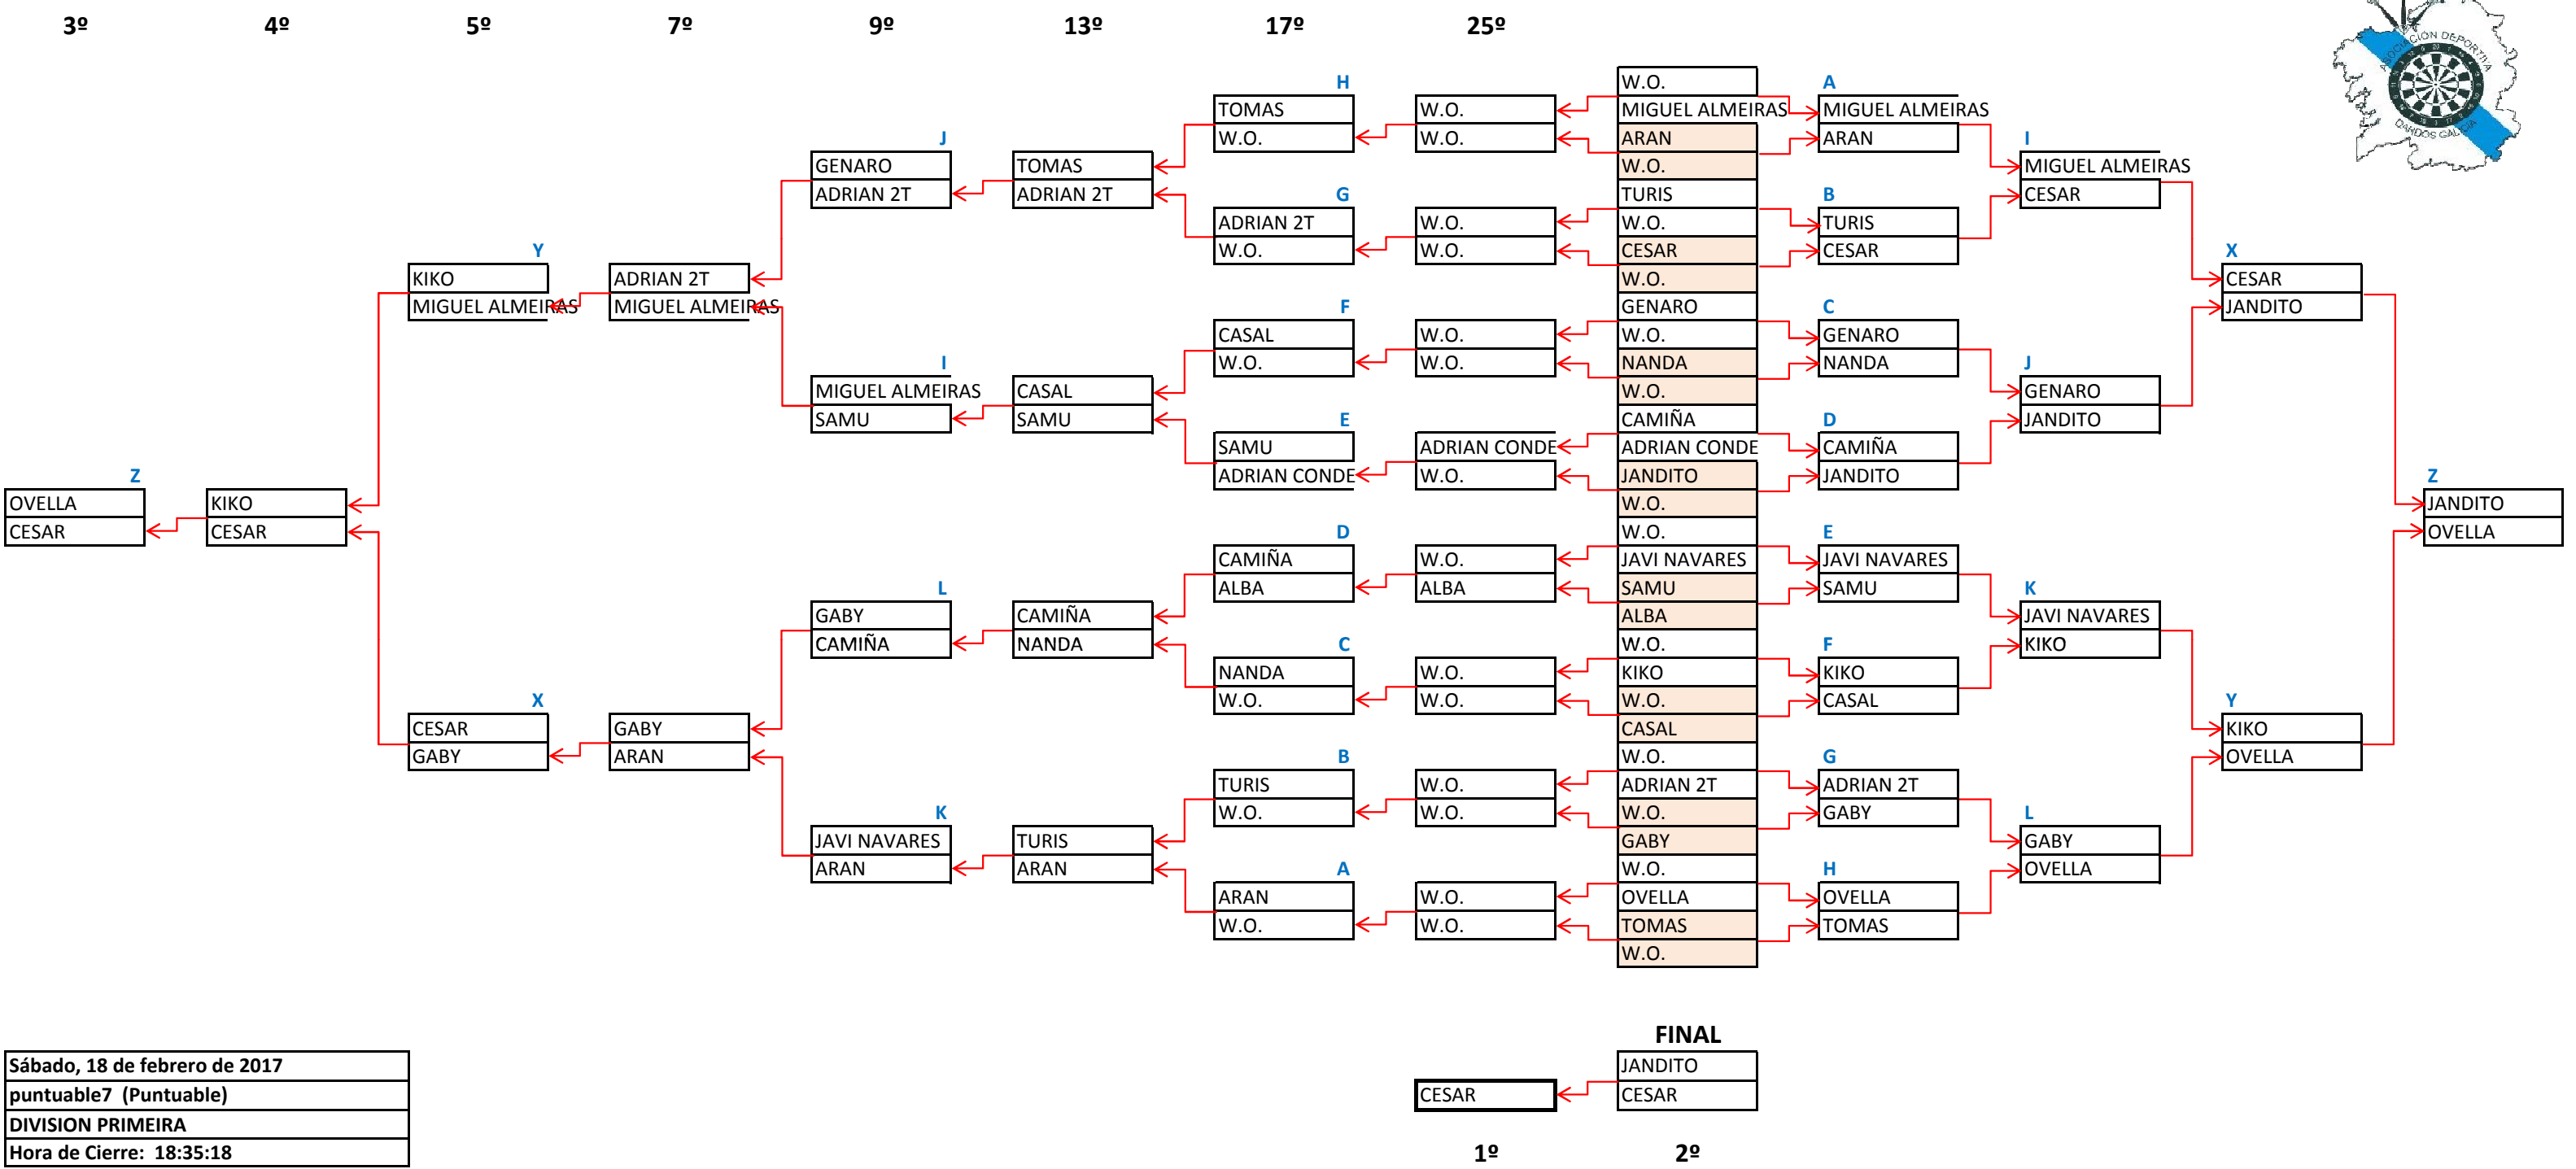 3º 4º 5º 7º 9º 13º 17º 25º
ASOCIACIÓN DEPORTIVA
DARDOS GALICIA
Z
OVELLA
CESAR
KIKO
CESAR
Y
KIKO
MIGUEL ALMEIRAS
X
CESAR
GABY
ADRIAN 2T
MIGUEL ALMEIRAS
GABY
ARAN
J
GENARO
ADRIAN 2T
I
MIGUEL ALMEIRAS
SAMU
L
GABY
CAMIÑA
K
JAVI NAVARES
ARAN
TOMAS
ADRIAN 2T
CASAL
SAMU
CAMIÑA
NANDA
TURIS
ARAN
H
TOMAS
W.O.
G
ADRIAN 2T
W.O.
F
CASAL
W.O.
E
SAMU
ADRIAN CONDE
D
CAMIÑA
ALBA
C
NANDA
W.O.
B
TURIS
W.O.
A
ARAN
W.O.
W.O.
W.O.
W.O.
W.O.
W.O.
W.O.
ADRIAN CONDE
W.O.
W.O.
ALBA
W.O.
W.O.
W.O.
W.O.
W.O.
W.O.
W.O.
MIGUEL ALMEIRAS
ARAN
W.O.
TURIS
W.O.
CESAR
W.O.
GENARO
W.O.
NANDA
W.O.
CAMIÑA
ADRIAN CONDE
JANDITO
W.O.
W.O.
JAVI NAVARES
SAMU
ALBA
W.O.
KIKO
W.O.
CASAL
W.O.
ADRIAN 2T
W.O.
GABY
W.O.
OVELLA
TOMAS
W.O.
A
MIGUEL ALMEIRAS
ARAN
B
TURIS
CESAR
C
GENARO
NANDA
D
CAMIÑA
JANDITO
E
JAVI NAVARES
SAMU
F
KIKO
CASAL
G
ADRIAN 2T
GABY
H
OVELLA
TOMAS
I
MIGUEL ALMEIRAS
CESAR
J
GENARO
JANDITO
K
JAVI NAVARES
KIKO
L
GABY
OVELLA
X
CESAR
JANDITO
Y
KIKO
OVELLA
Z
JANDITO
OVELLA
FINAL
JANDITO
CESAR
CESAR
1º 2º
Sábado, 18 de febrero de 2017
puntuable7 (Puntuable)
DIVISION PRIMEIRA
Hora de Cierre: 18:35:18